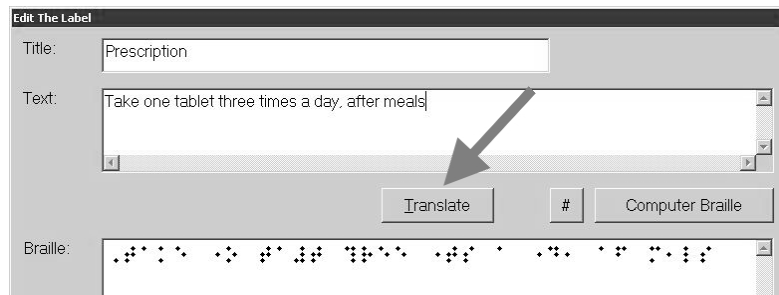 Edit The Label
Title: Prescription
Text: Take one tablet three times a day, after meals
Translate # Computer Braille
Braille: ⠠⠞⠁⠅⠑ ⠐⠕ ⠞⠁⠼⠞ ⠹⠗⠑⠑ ⠐⠞⠎ ⠁ ⠐⠙⠂ ⠁⠋ ⠍⠂⠇⠎